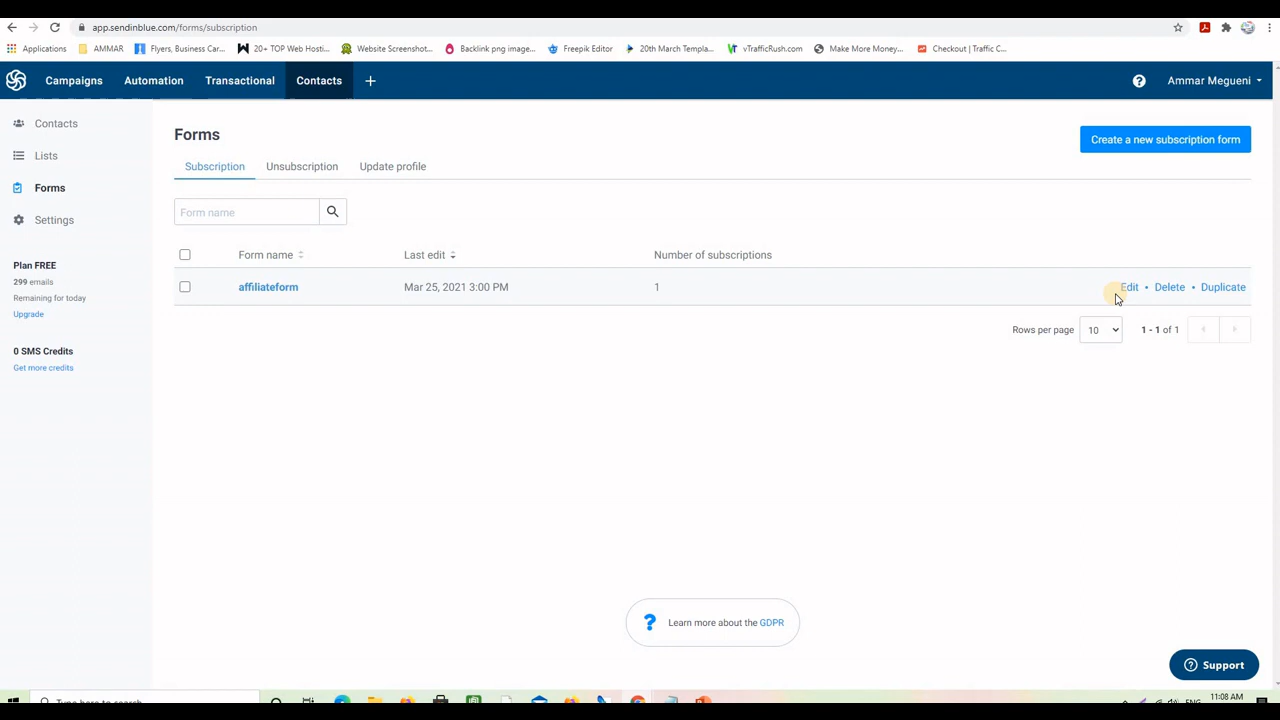 app.sendinblue.com/forms/subscription
Applications AMMAR Flyers, Business Car... 20+ TOP Web Hosti... Website Screenshot... Backlink png image... Freepik Editor 20th March Templa... vTrafficRush.com Make More Money... Checkout | Traffic C...
Campaigns Automation Transactional Contacts + Ammar Megueni
Contacts
Lists
Forms
Settings
Plan FREE
299 emails
Remaining for today
Upgrade
0 SMS Credits
Get more credits
Forms
Create a new subscription form
Subscription Unsubscription Update profile
Form name
Form name Last edit Number of subscriptions
affiliateform Mar 25, 2021 3:00 PM 1 Edit • Delete • Duplicate
Rows per page 10 1 - 1 of 1
? Learn more about the GDPR
Support
Type here to search
ENG
11:08 AM